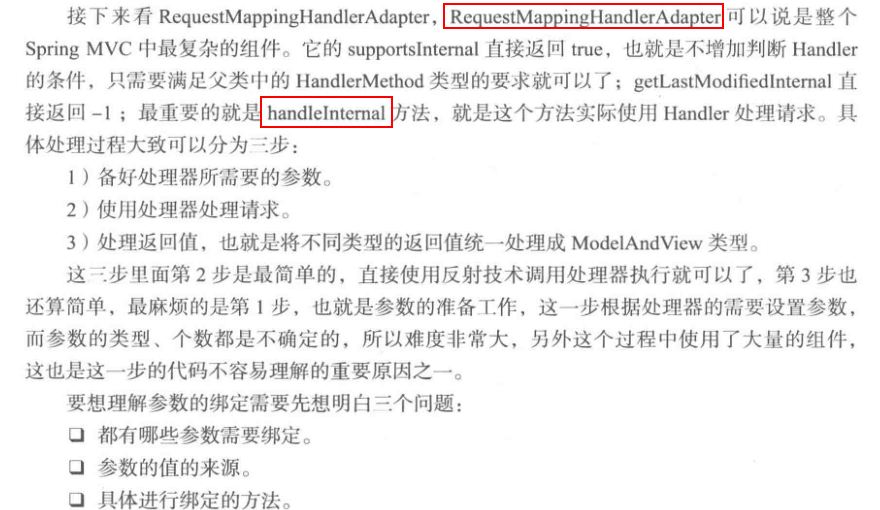 接下来看 RequestMappingHandlerAdapter，RequestMappingHandlerAdapter 可以说是整个
Spring MVC 中最复杂的组件。它的 supportsInternal 直接返回 true，也就是不增加判断 Handler
的条件，只需要满足父类中的 HandlerMethod 类型的要求就可以了；getLastModifiedInternal 直
接返回 –1；最重要的就是 handleInternal 方法，就是这个方法实际使用 Handler 处理请求。具
体处理过程大致可以分为三步：
1）备好处理器所需要的参数。
2）使用处理器处理请求。
3）处理返回值，也就是将不同类型的返回值统一处理成 ModelAndView 类型。
这三步里面第 2 步是最简单的，直接使用反射技术调用处理器执行就可以了，第 3 步也
还算简单，最麻烦的是第 1 步，也就是参数的准备工作，这一步根据处理器的需要设置参数，
而参数的类型、个数都是不确定的，所以难度非常大，另外这个过程中使用了大量的组件，
这也是这一步的代码不容易理解的重要原因之一。
要想理解参数的绑定需要先想明白三个问题：
❏ 都有哪些参数需要绑定。
❏ 参数的值的来源。
❏ 具体进行绑定的方法。